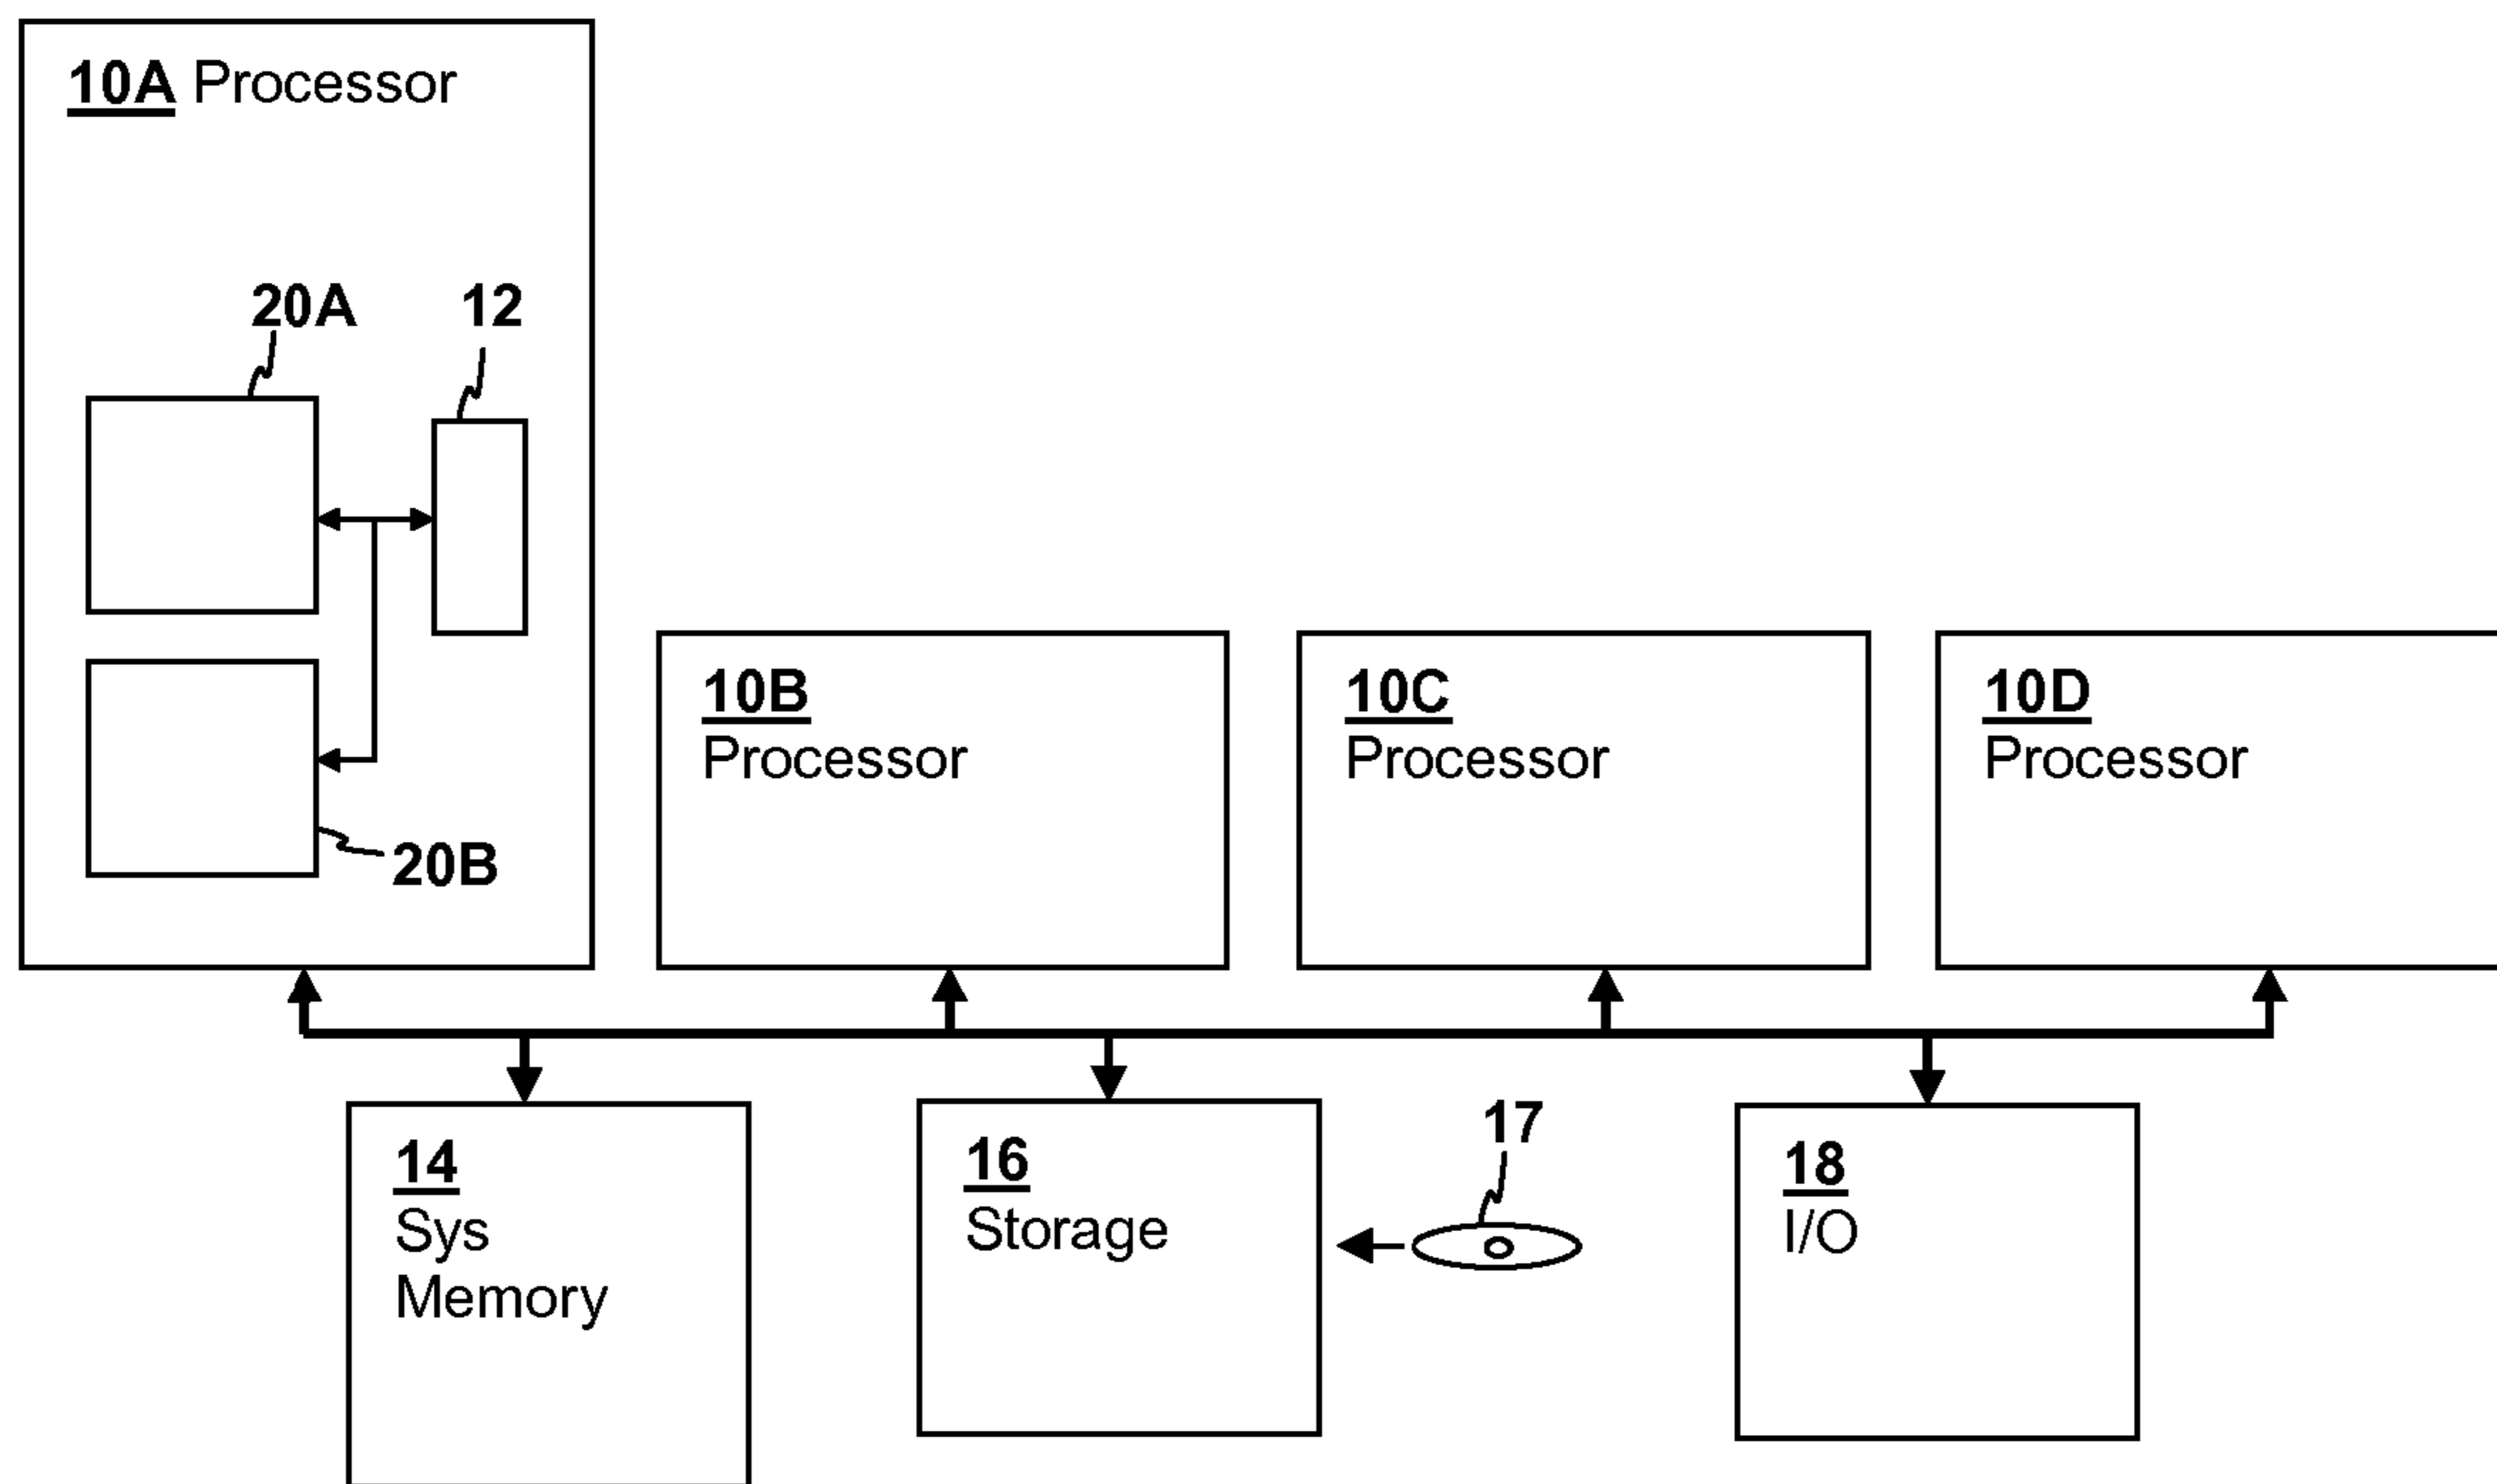 10A Processor
20A
12
20B
10B
Processor
10C
Processor
10D
Processor
14
Sys
Memory
16
Storage
17
18
I/O